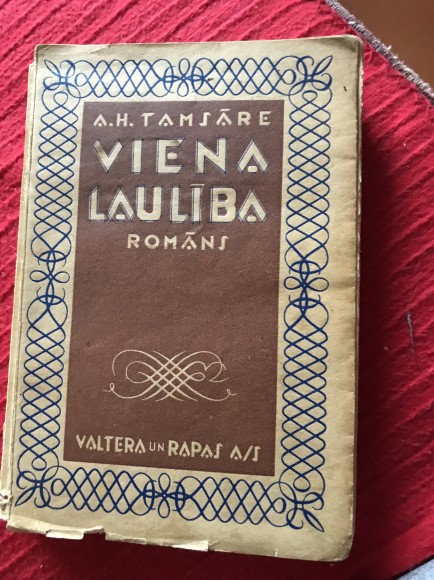 A.H. TAMSĀRE
VIENA
LAULĪBA
ROMĀNS
VALTERA UN RAPAS A/S